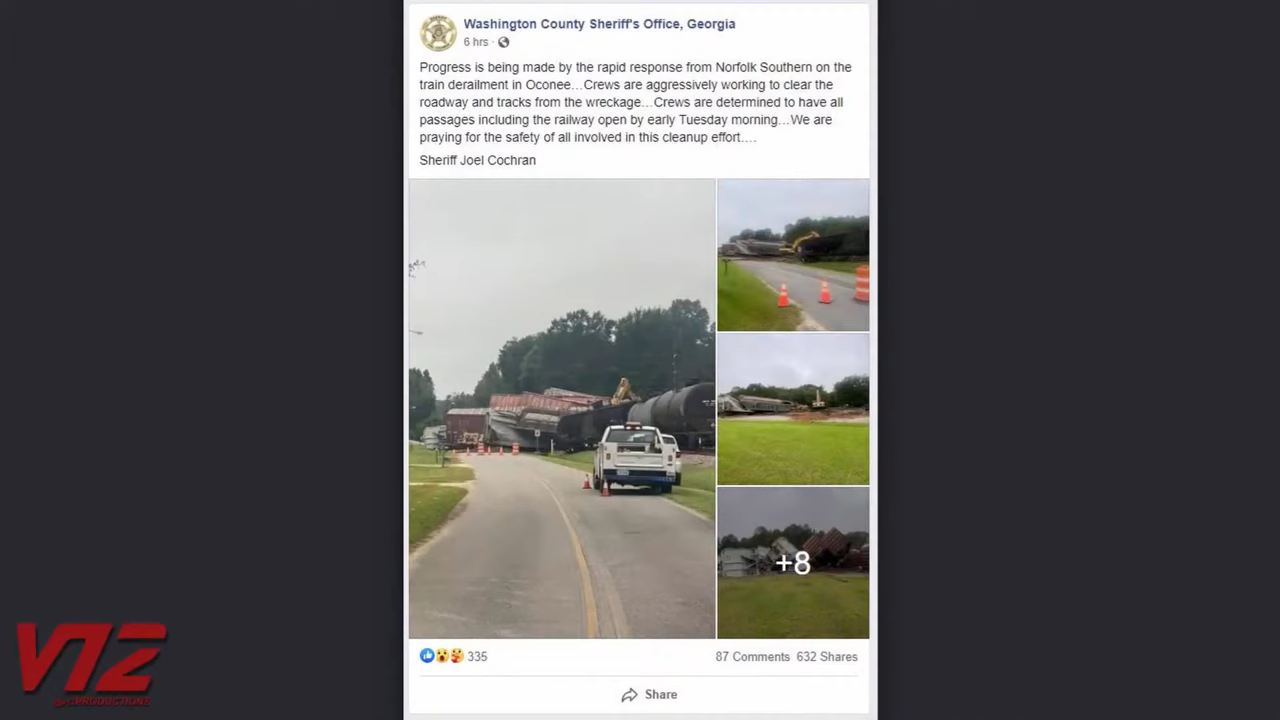 Washington County Sheriff's Office, Georgia
6 hrs ·
Progress is being made by the rapid response from Norfolk Southern on the
train derailment in Oconee…Crews are aggressively working to clear the
roadway and tracks from the wreckage…Crews are determined to have all
passages including the railway open by early Tuesday morning…We are
praying for the safety of all involved in this cleanup effort….
Sheriff Joel Cochran
+8
335
87 Comments 632 Shares
Share
V12
PRODUCTIONS